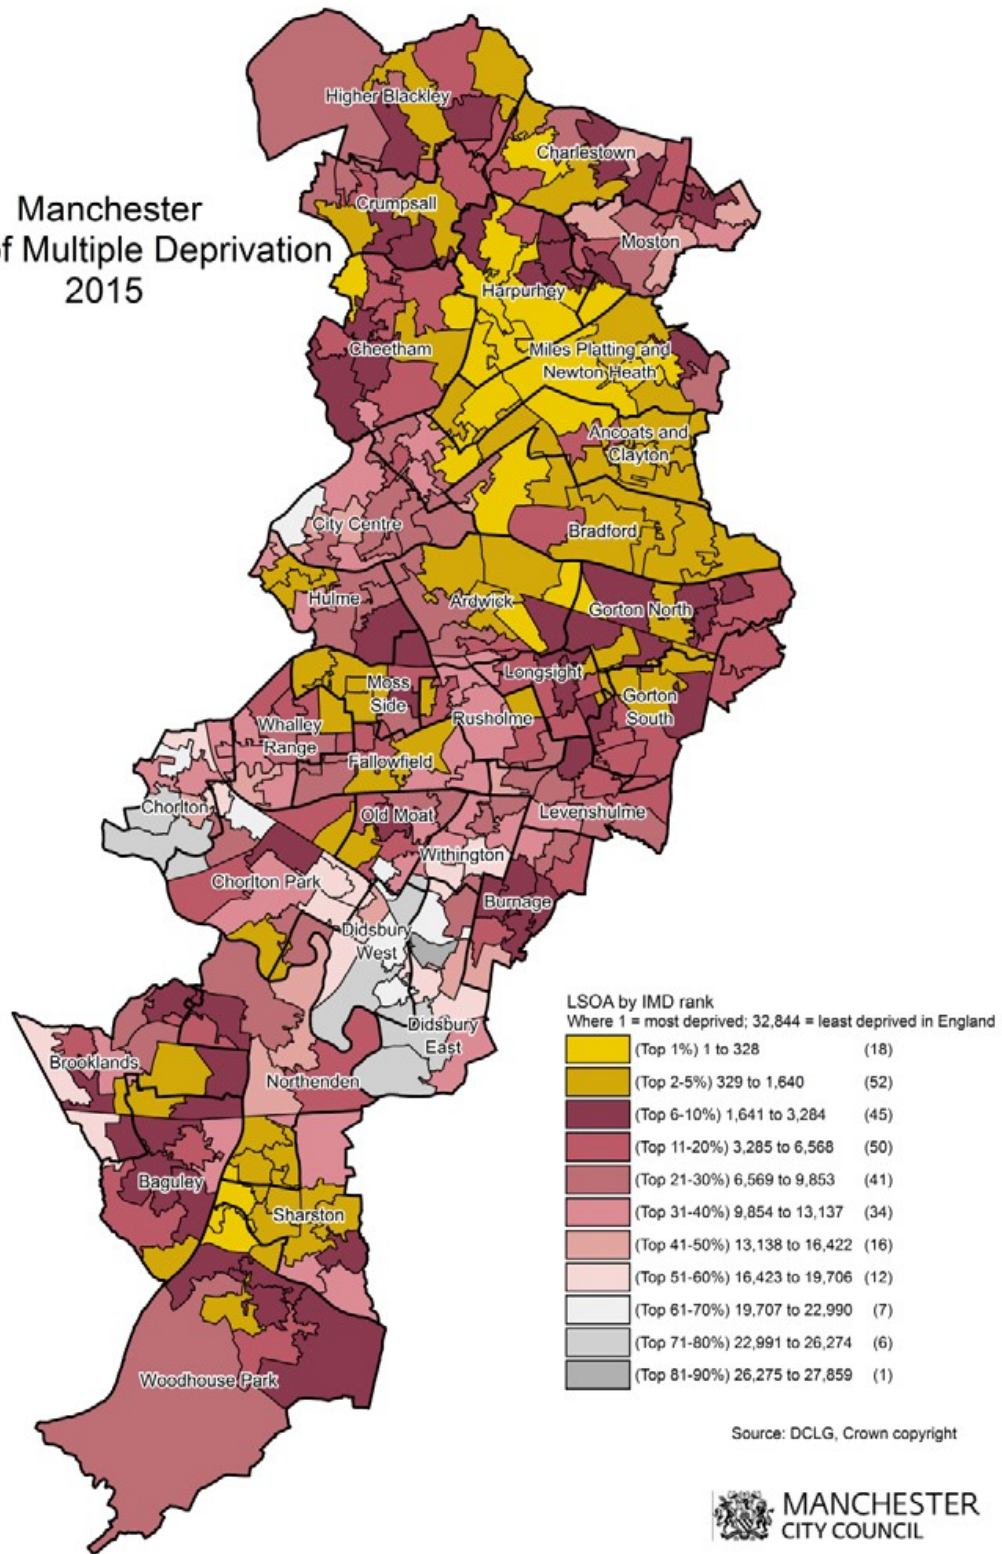 Higher Blackley
Charlestown
Manchester
of Multiple Deprivation
2015
Crumpsall
Moston
Harpurhey
Cheetham
Miles Platting and
Newton Heath
Ancoats and
Clayton
City Centre
Bradford
Hulme
Ardwick
Gorton North
Longsight
Moss
Side
Gorton
South
Rusholme
Whalley
Range
Fallowfield
Chorlton
Old Moat
Levenshulme
Withington
Chorlton Park
Burnage
Didsbury
West
Didsbury
East
Brooklands
Northenden
Baguley
Sharston
Woodhouse Park
LSOA by IMD rank
Where 1 = most deprived; 32,844 = least deprived in England
(Top 1%) 1 to 328 (18)
(Top 2-5%) 329 to 1,640 (52)
(Top 6-10%) 1,641 to 3,284 (45)
(Top 11-20%) 3,285 to 6,568 (50)
(Top 21-30%) 6,569 to 9,853 (41)
(Top 31-40%) 9,854 to 13,137 (34)
(Top 41-50%) 13,138 to 16,422 (16)
(Top 51-60%) 16,423 to 19,706 (12)
(Top 61-70%) 19,707 to 22,990 (7)
(Top 71-80%) 22,991 to 26,274 (6)
(Top 81-90%) 26,275 to 27,859 (1)
Source: DCLG, Crown copyright
MANCHESTER
CITY COUNCIL